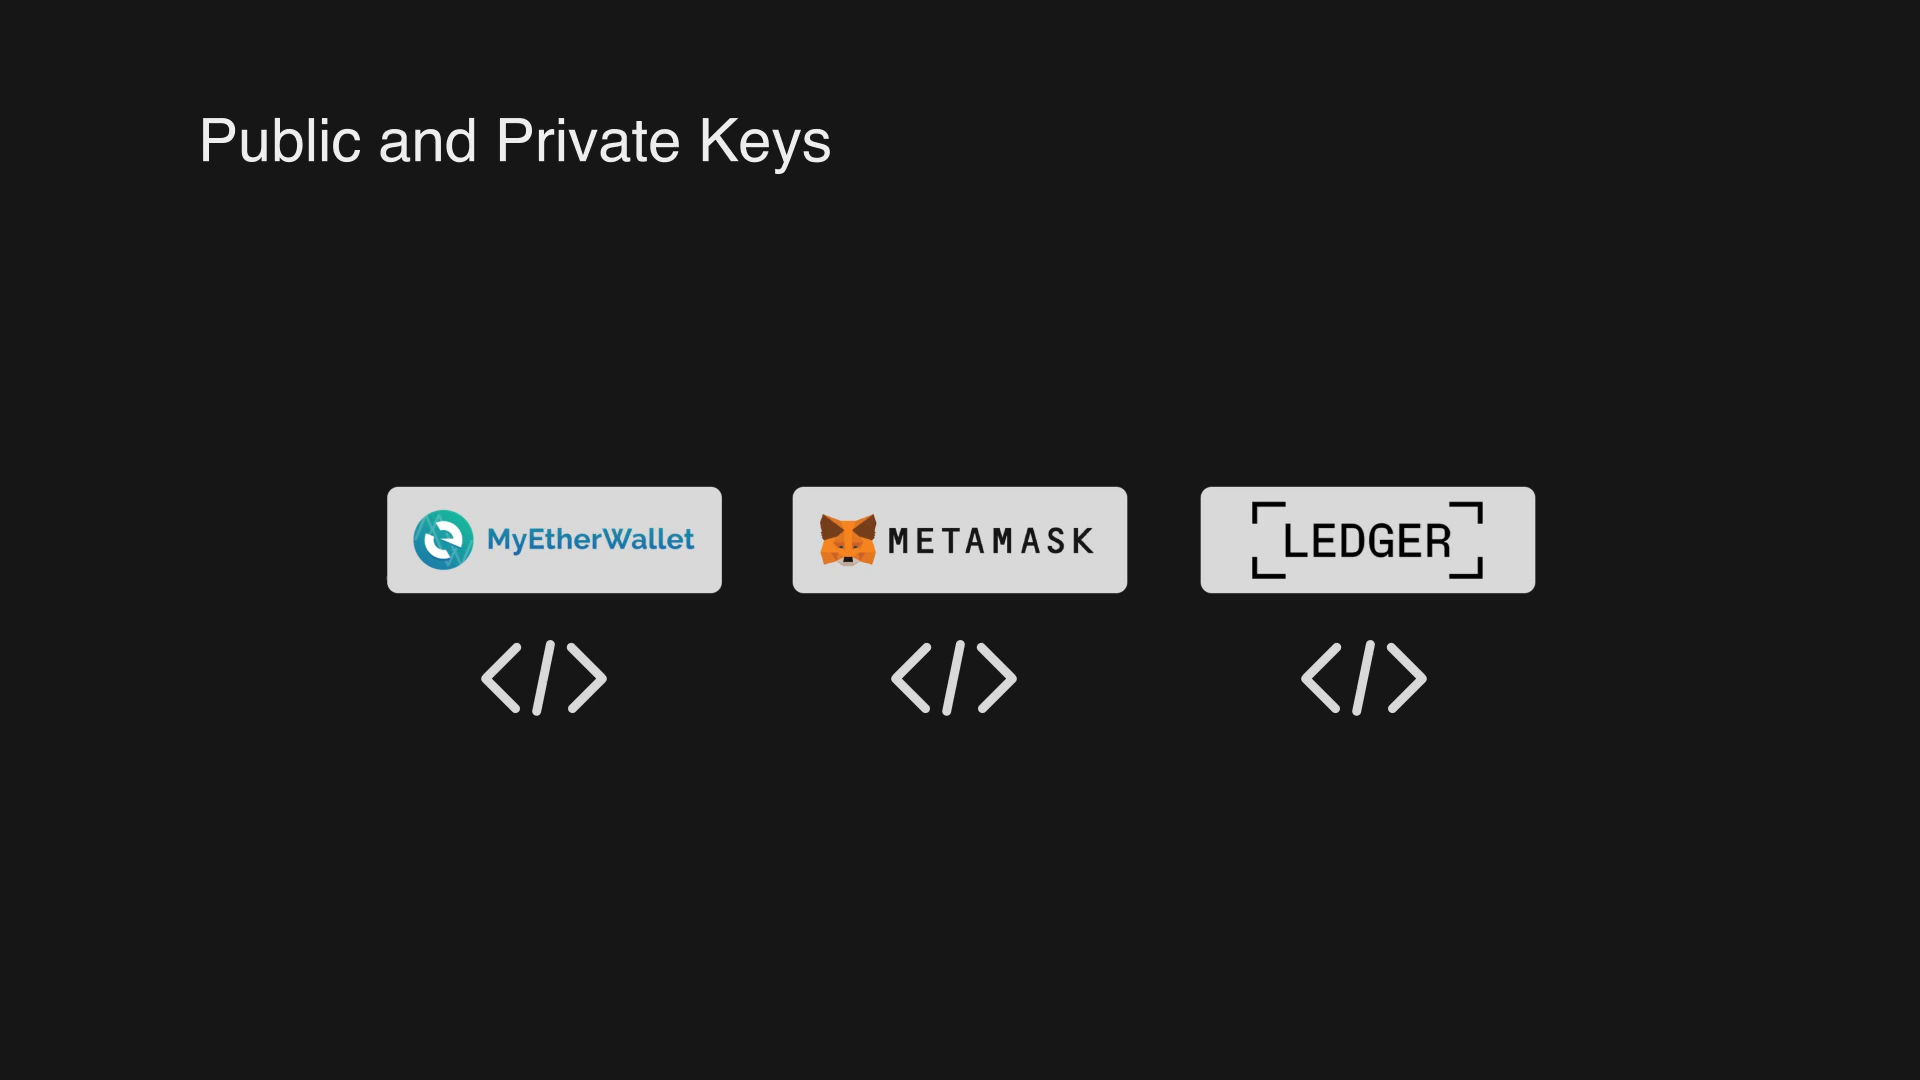 Public and Private Keys
MyEtherWallet
METAMASK
LEDGER
</> </> </>